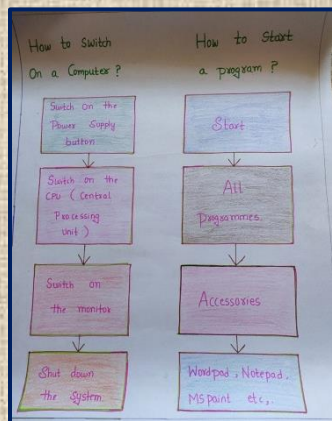 How to Switch
On a Computer ?
Switch on the
Power Supply
button
Switch on the
CPU ( Central
Processing
Unit )
Switch on
the monitor
Shut down
the System
How to Start
a program ?
Start
All
Programmes
Accessories
Wordpad, Notepad,
MS paint etc,.